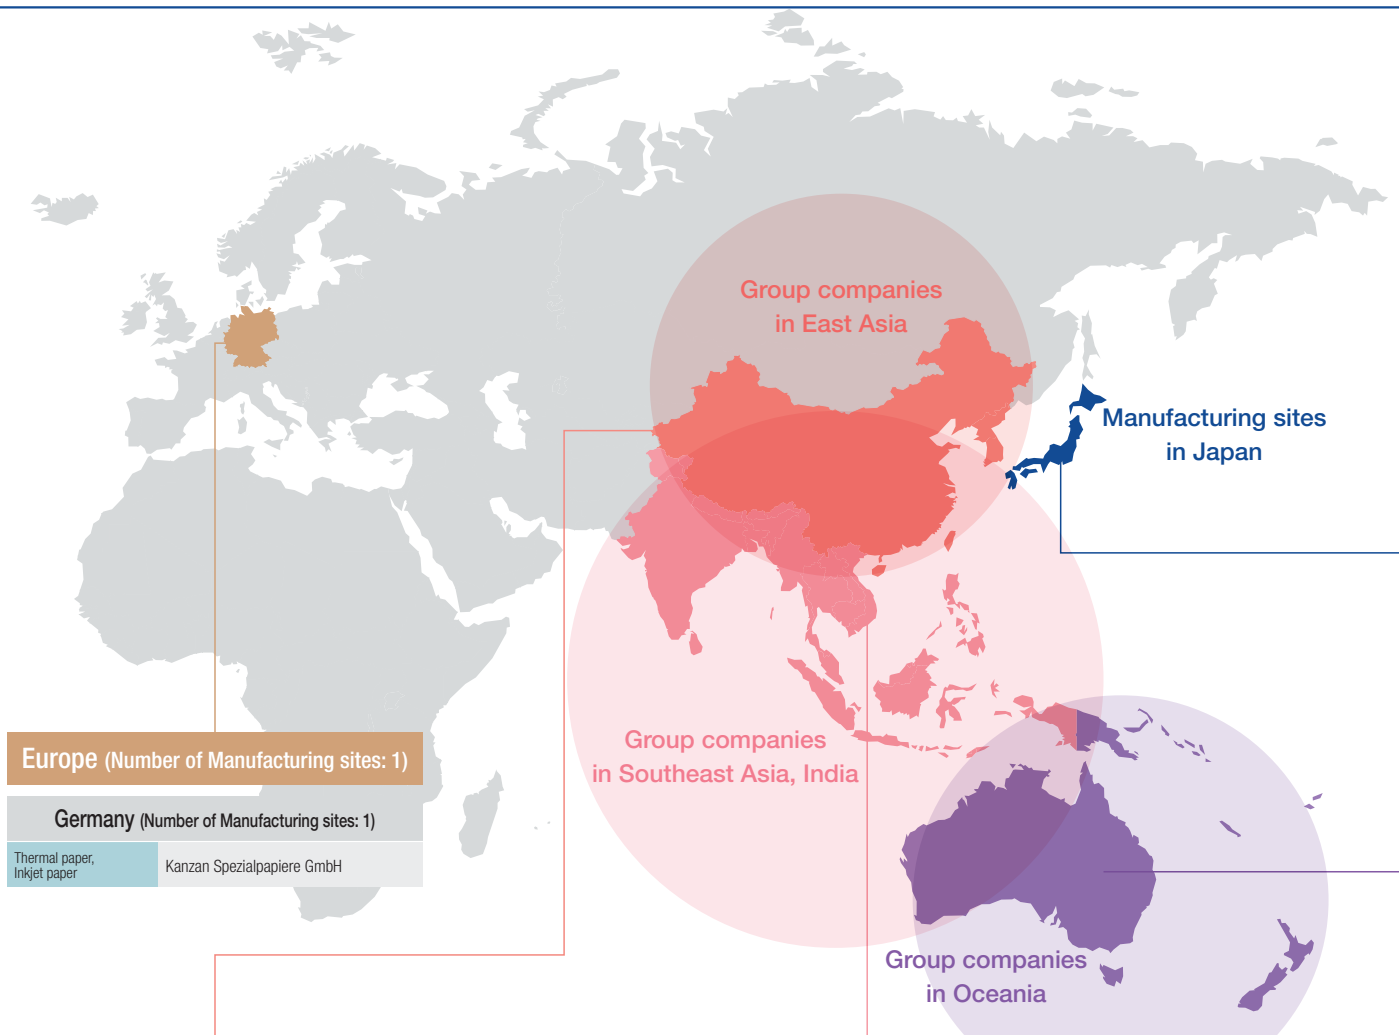 Group companies
in East Asia
Manufacturing sites
in Japan
Group companies
in Southeast Asia, India
Europe (Number of Manufacturing sites: 1)
Germany (Number of Manufacturing sites: 1)
Thermal paper,
Inkjet paper
Kanzan Spezialpapiere GmbH
Group companies
in Oceania